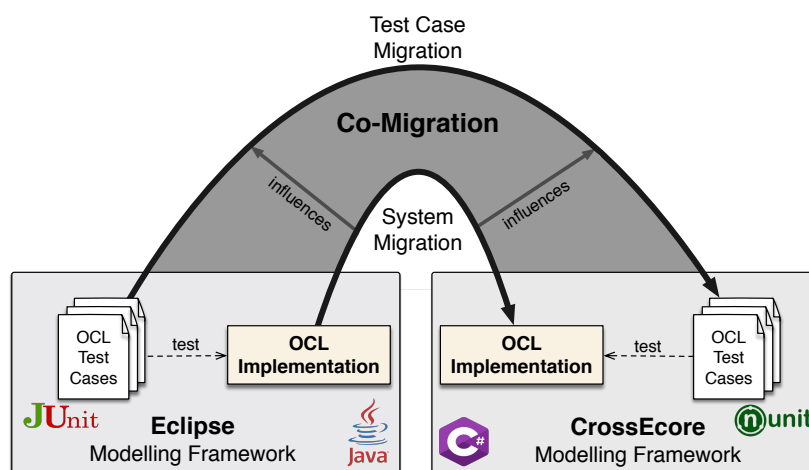 Test Case
Migration
Co-Migration
influences
influences
System
Migration
OCL
Test
Cases
test
OCL
Implementation
JUnit
Eclipse
Modelling Framework
Java
OCL
Implementation
test
OCL
Test
Cases
C#
CrossEcore
Modelling Framework
nunit